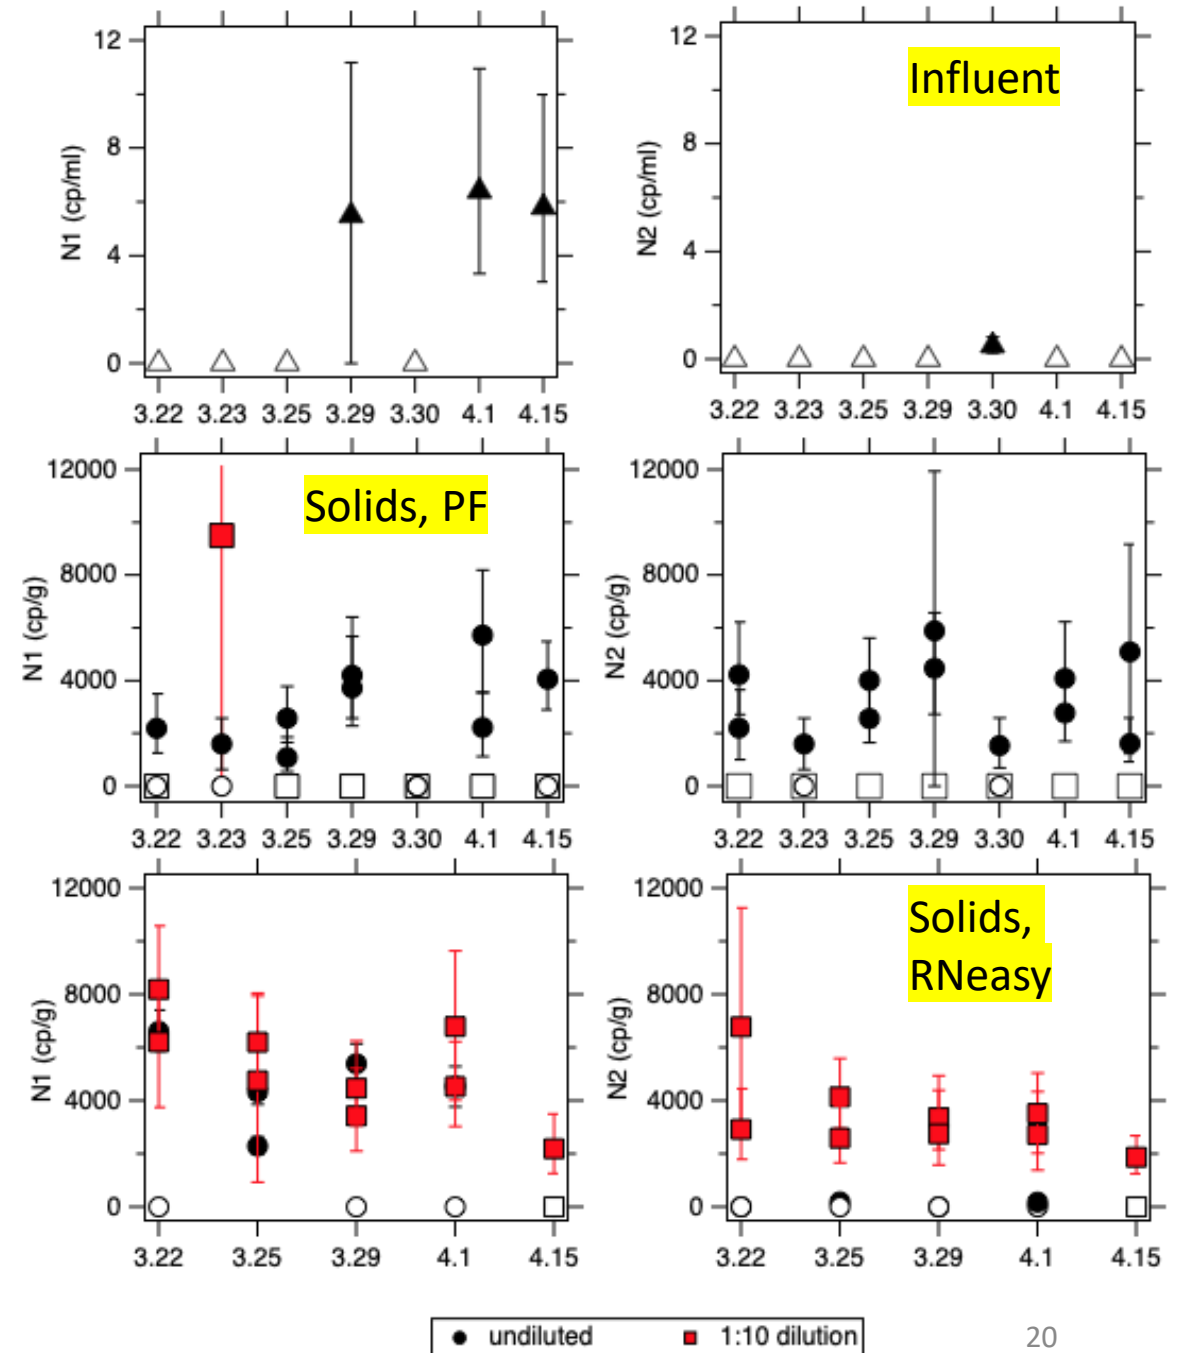 12
8
4
0
N1 (cp/ml)
3.22 3.23 3.25 3.29 3.30 4.1 4.15
Influent
12
8
4
0
N2 (cp/ml)
3.22 3.23 3.25 3.29 3.30 4.1 4.15
Solids, PF
12000
8000
4000
0
N1 (cp/g)
3.22 3.23 3.25 3.29 3.30 4.1 4.15
12000
8000
4000
0
N2 (cp/g)
3.22 3.23 3.25 3.29 3.30 4.1 4.15
12000
8000
4000
0
N1 (cp/g)
3.22 3.25 3.29 4.1 4.15
Solids,
RNeasy
12000
8000
4000
0
N2 (cp/g)
3.22 3.25 3.29 4.1 4.15
undiluted 1:10 dilution
20